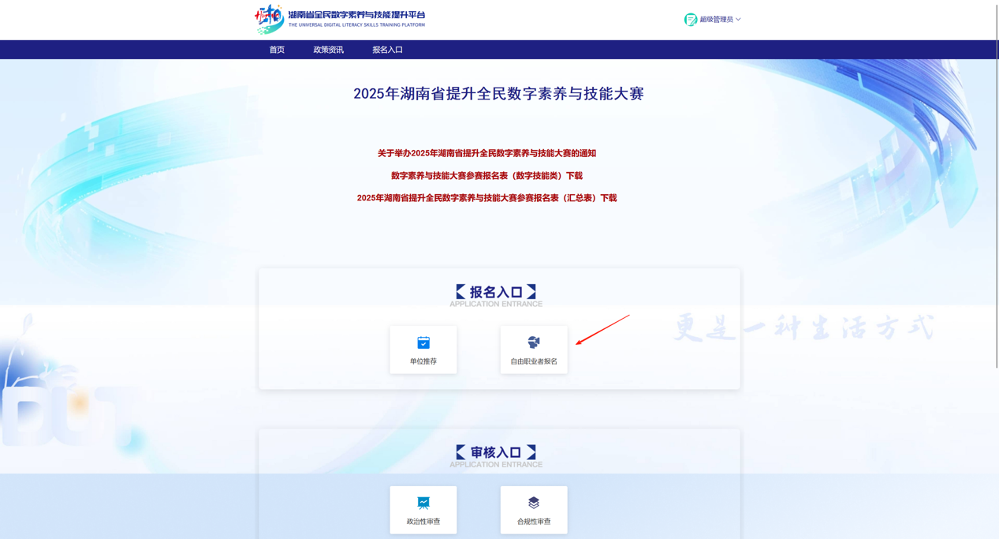 湖南省全民数字素养与技能提升平台
THE UNIVERSAL DIGITAL LITERACY SKILLS TRAINING PLATFORM
超级管理员
首页 政策资讯 报名入口
2025年湖南省提升全民数字素养与技能大赛
关于举办2025年湖南省提升全民数字素养与技能大赛的通知
数字素养与技能大赛参赛报名表（数字技能类）下载
2025年湖南省提升全民数字素养与技能大赛参赛报名表（汇总表）下载
报名入口
APPLICATION ENTRANCE
更是一种生活方式
单位推荐 自由职业者报名
审核入口
APPLICATION ENTRANCE
政治性审查 合规性审查